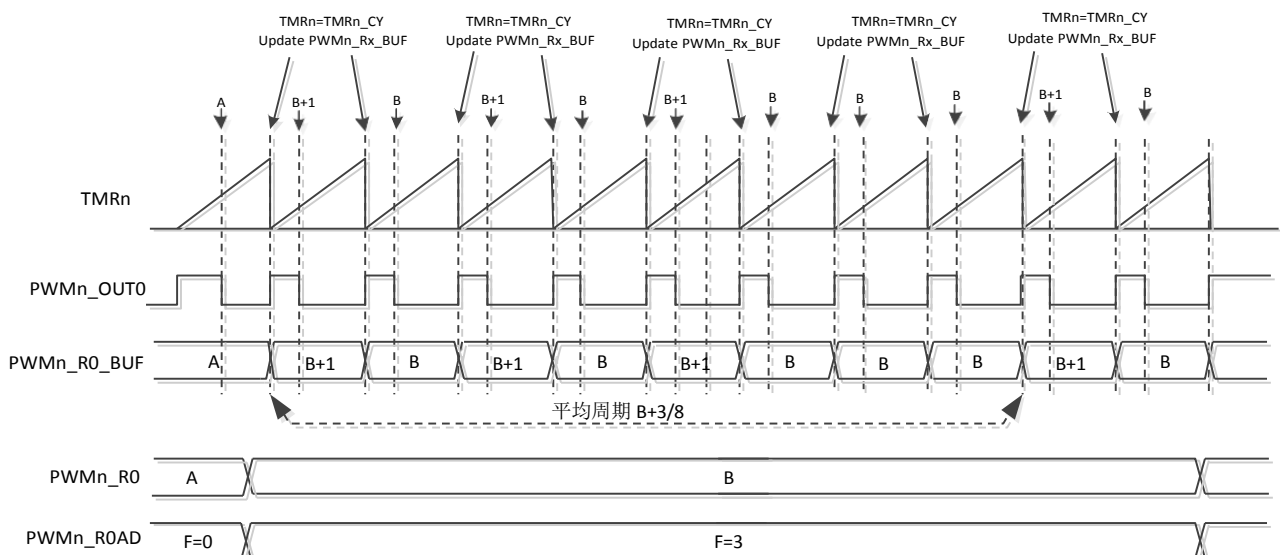 TMRn=TMRn_CY
Update PWMn_Rx_BUF
TMRn=TMRn_CY
Update PWMn_Rx_BUF
TMRn=TMRn_CY
Update PWMn_Rx_BUF
TMRn=TMRn_CY
Update PWMn_Rx_BUF
TMRn=TMRn_CY
Update PWMn_Rx_BUF
A B+1 B B+1 B B+1 B B B B+1 B
TMRn
PWMn_OUT0
PWMn_R0_BUF A B+1 B B+1 B B+1 B B B B+1 B
平均周期 B+3/8
PWMn_R0 A B
PWMn_R0AD F=0 F=3